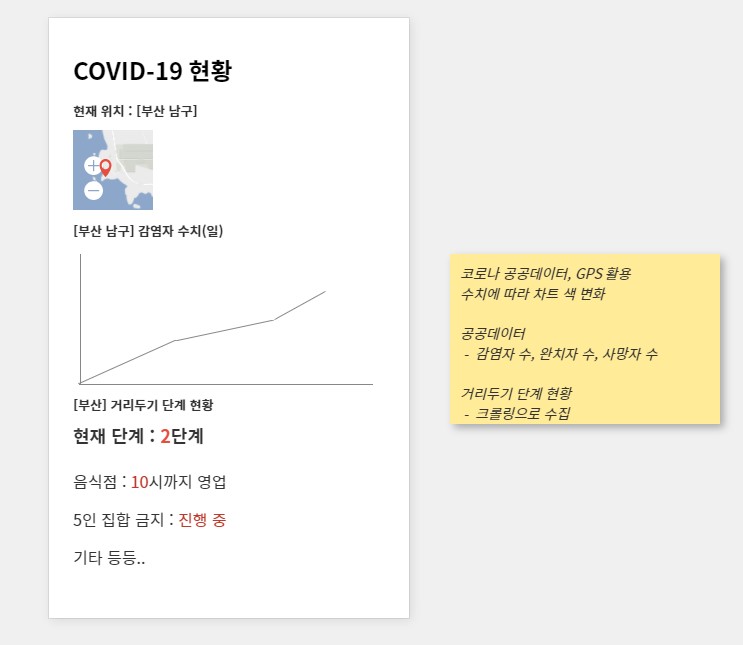 COVID-19 현황
현재 위치 : [부산 남구]
[부산 남구] 감염자 수치(일)
[부산] 거리두기 단계 현황
현재 단계 : 2단계
음식점 : 10시까지 영업
5인 집합 금지 : 진행 중
기타 등등..
코로나 공공데이터, GPS 활용
수치에 따라 차트 색 변화
공공데이터
- 감염자 수, 완치자 수, 사망자 수
거리두기 단계 현황
- 크롤링으로 수집